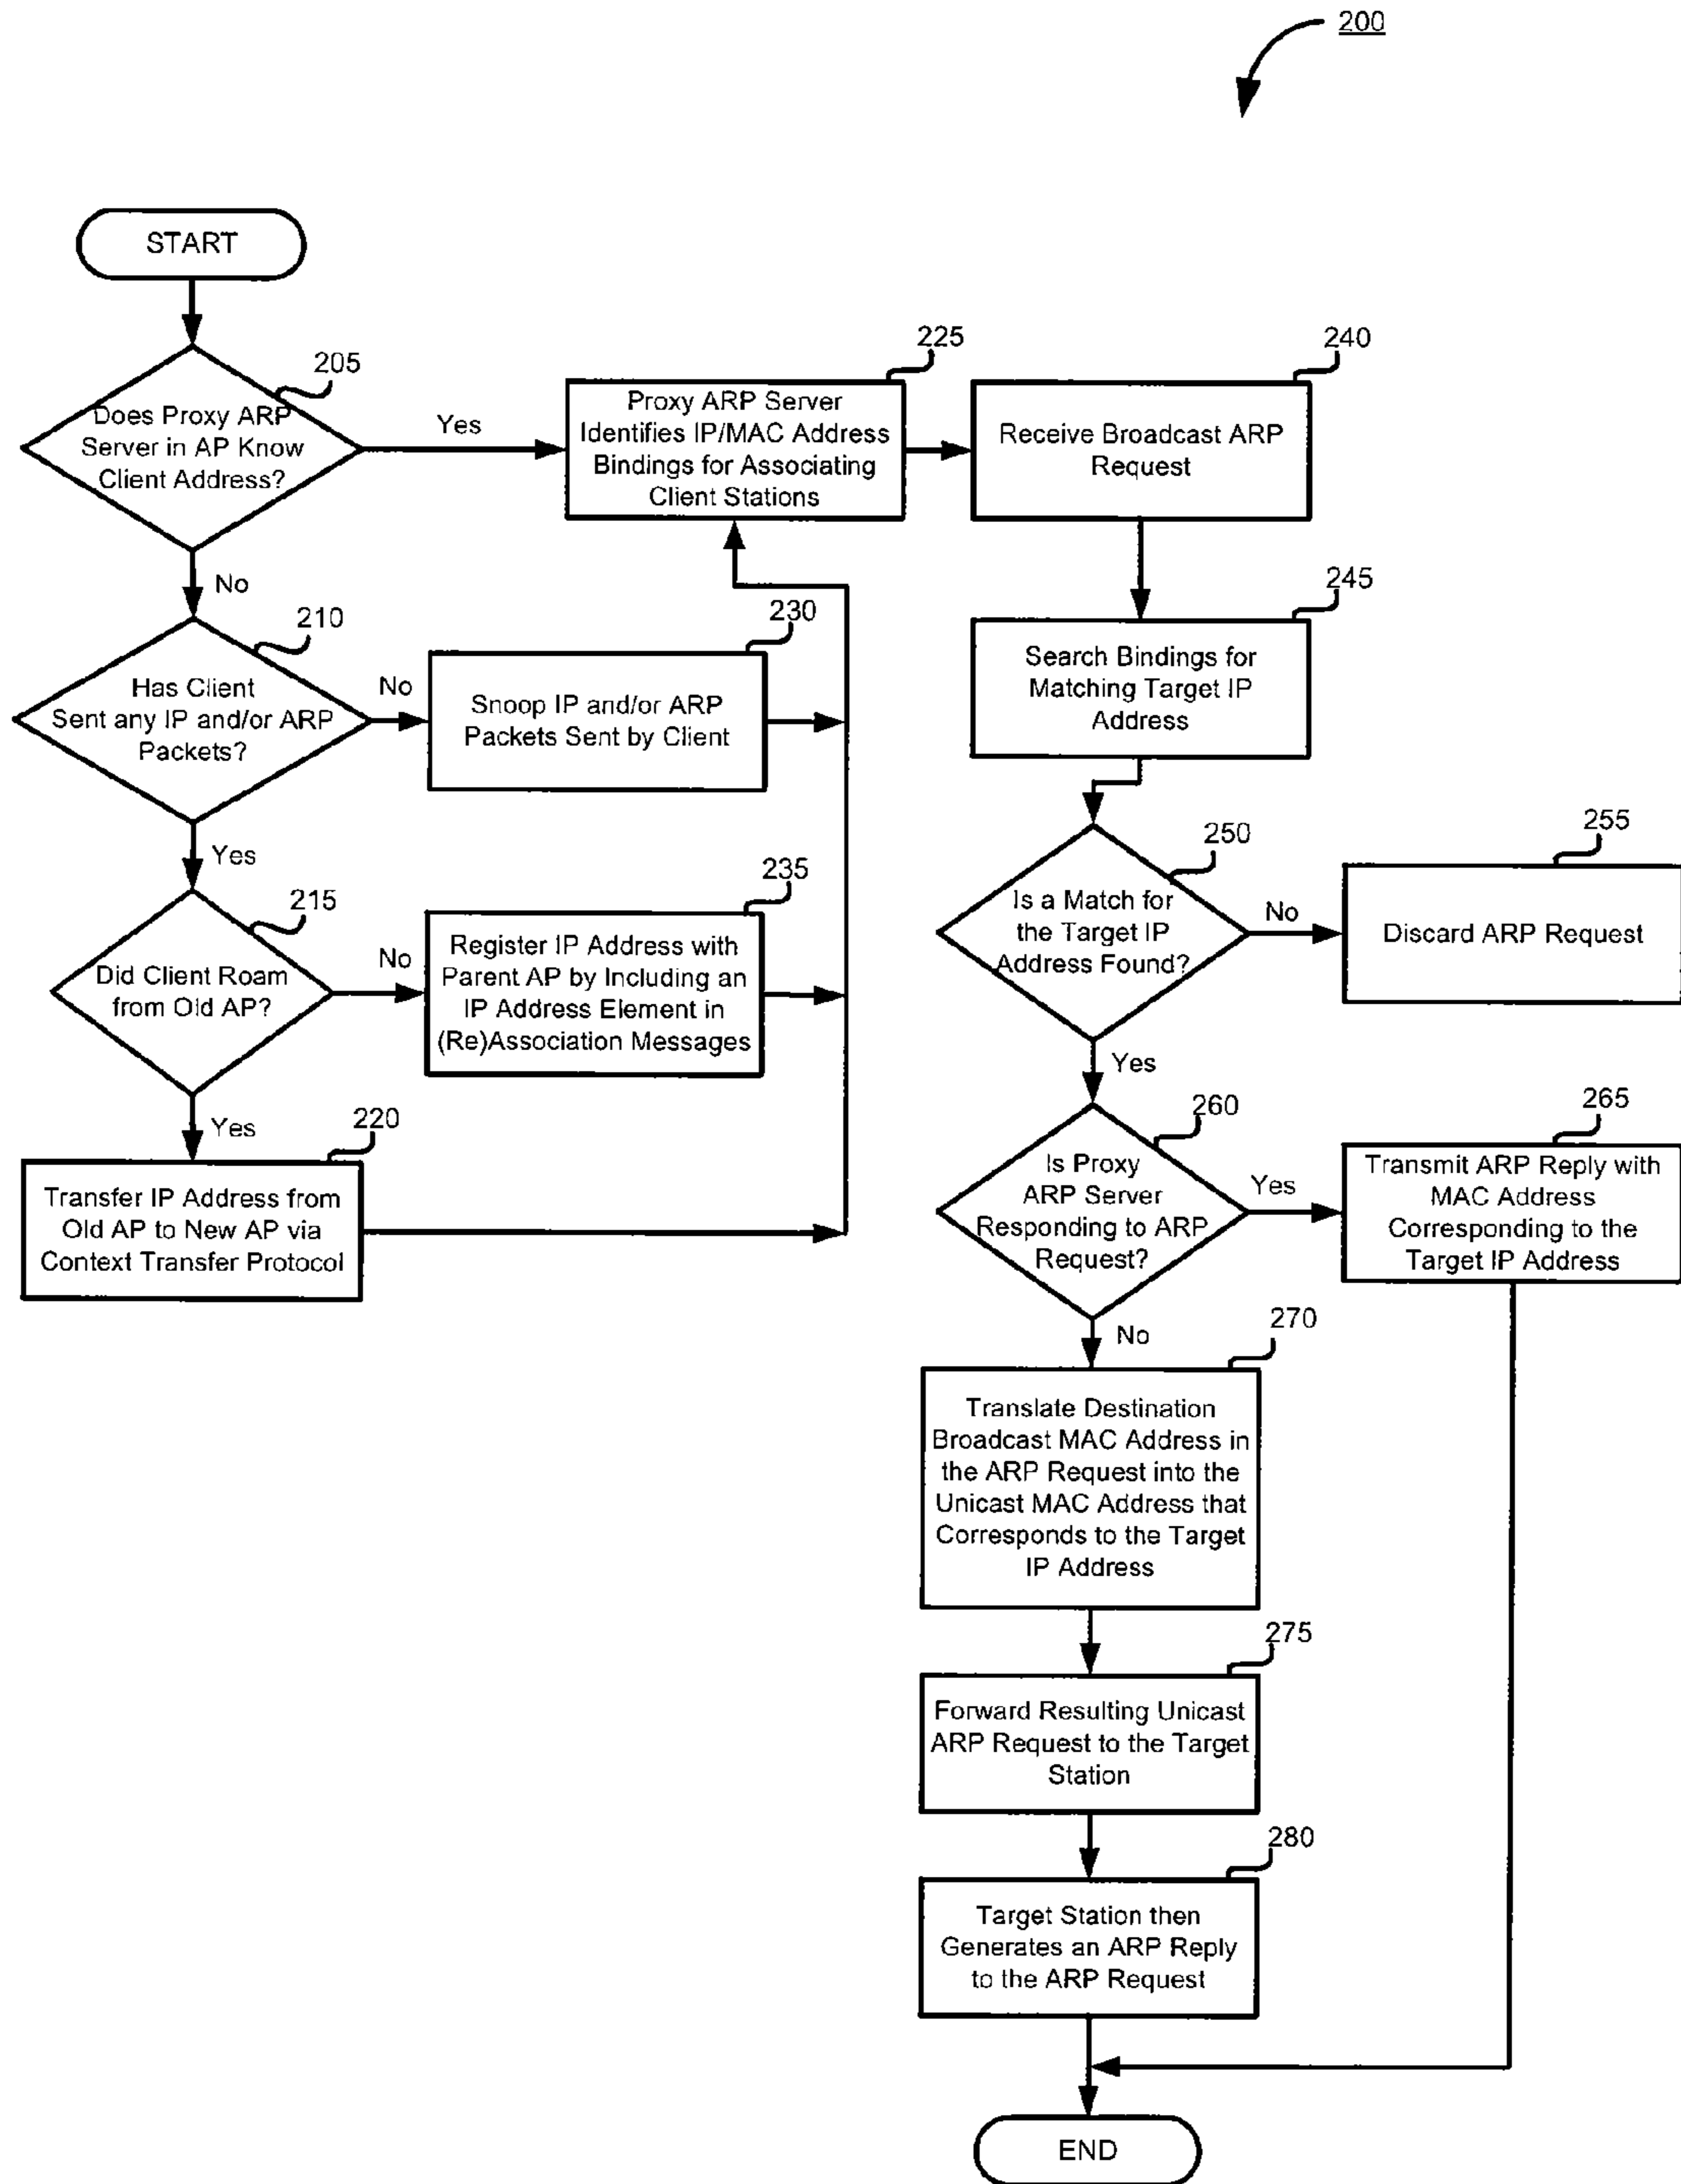 200
START
205
Does Proxy ARP
Server in AP Know
Client Address?
Yes
No
225
Proxy ARP Server
Identifies IP/MAC Address
Bindings for Associating
Client Stations
240
Receive Broadcast ARP
Request
210
Has Client
Sent any IP and/or ARP
Packets?
No
Yes
230
Snoop IP and/or ARP
Packets Sent by Client
245
Search Bindings for
Matching Target IP
Address
215
Did Client Roam
from Old AP?
No
Yes
235
Register IP Address with
Parent AP by Including an
IP Address Element in
(Re)Association Messages
250
Is a Match for
the Target IP
Address Found?
No
Yes
255
Discard ARP Request
220
Transfer IP Address from
Old AP to New AP via
Context Transfer Protocol
260
Is Proxy
ARP Server
Responding to ARP
Request?
Yes
No
265
Transmit ARP Reply with
MAC Address
Corresponding to the
Target IP Address
270
Translate Destination
Broadcast MAC Address in
the ARP Request into the
Unicast MAC Address that
Corresponds to the Target
IP Address
275
Forward Resulting Unicast
ARP Request to the Target
Station
280
Target Station then
Generates an ARP Reply
to the ARP Request
END